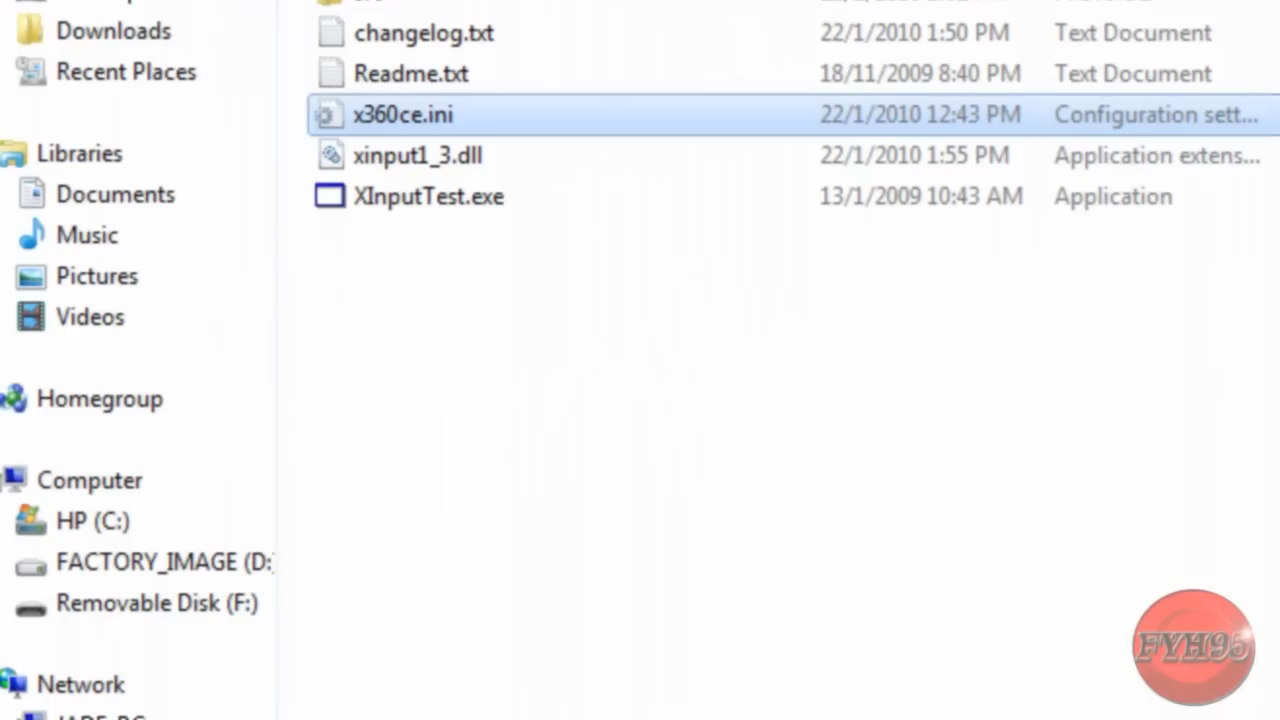 Downloads
Recent Places
Libraries
Documents
Music
Pictures
Videos
Homegroup
Computer
HP (C:)
FACTORY_IMAGE (D:
Removable Disk (F:)
Network
changelog.txt 22/1/2010 1:50 PM Text Document
Readme.txt 18/11/2009 8:40 PM Text Document
x360ce.ini 22/1/2010 12:43 PM Configuration sett...
xinput1_3.dll 22/1/2010 1:55 PM Application extens...
XInputTest.exe 13/1/2009 10:43 AM Application
FYH95